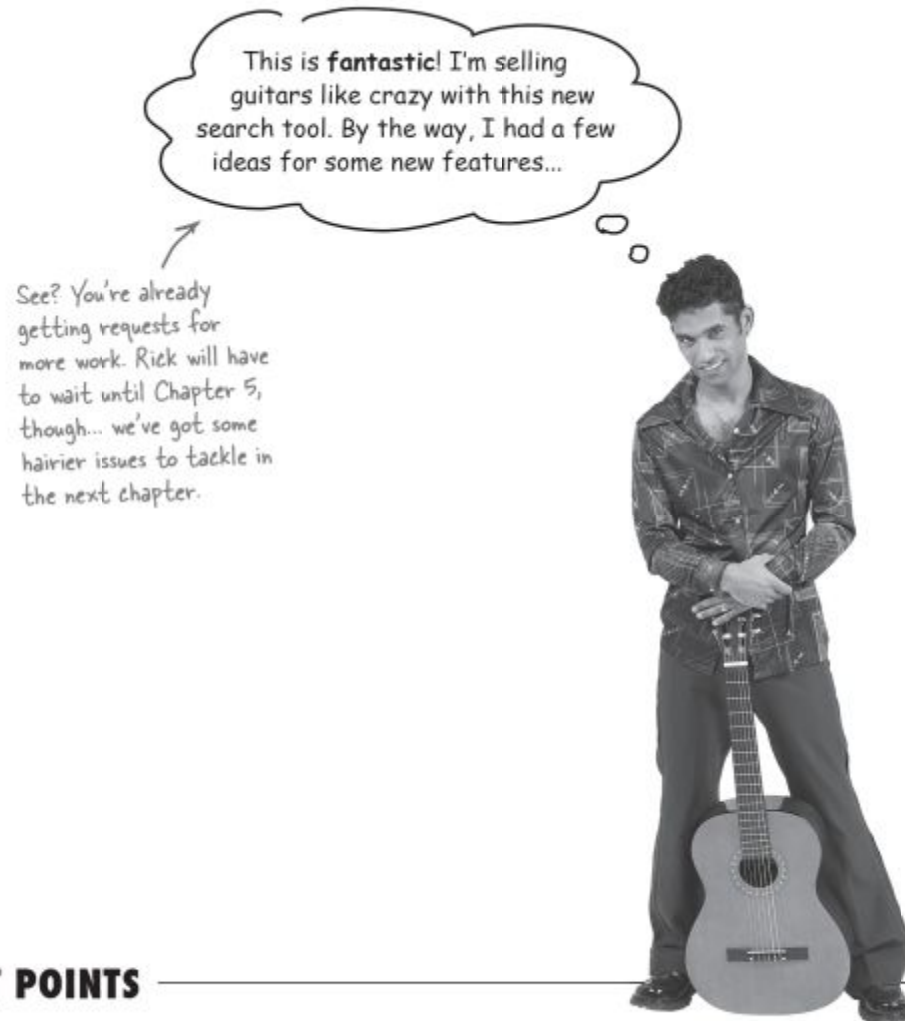 This is fantastic! I'm selling
guitars like crazy with this new
search tool. By the way, I had a few
ideas for some new features...
See? You're already
getting requests for
more work. Rick will have
to wait until Chapter 5,
though... we've got some
hairier issues to tackle in
the next chapter.
POINTS